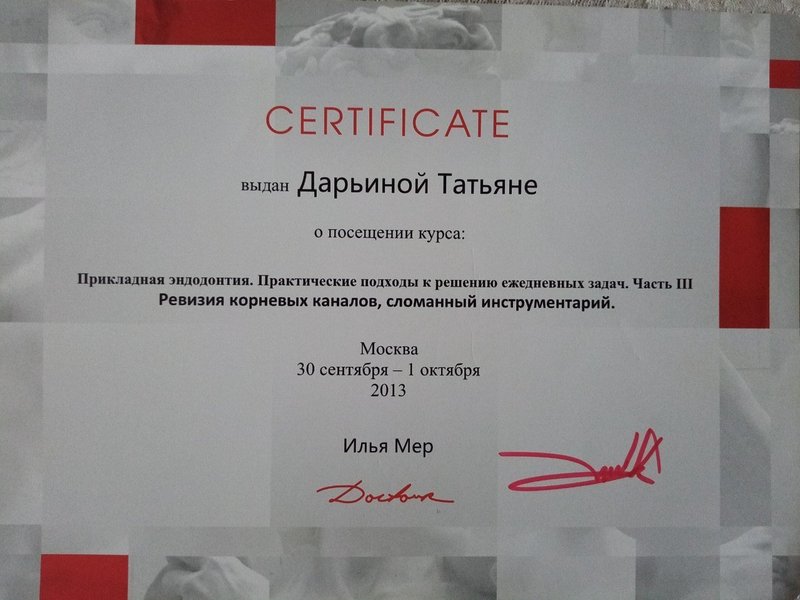 CERTIFICATE
выдан Дарьиной Татьяне
о посещении курса:
Прикладная эндодонтия. Практические подходы к решению ежедневных задач. Часть III
Ревизия корневых каналов, сломанный инструментарий.
Москва
30 сентября – 1 октября
2013
Илья Мер